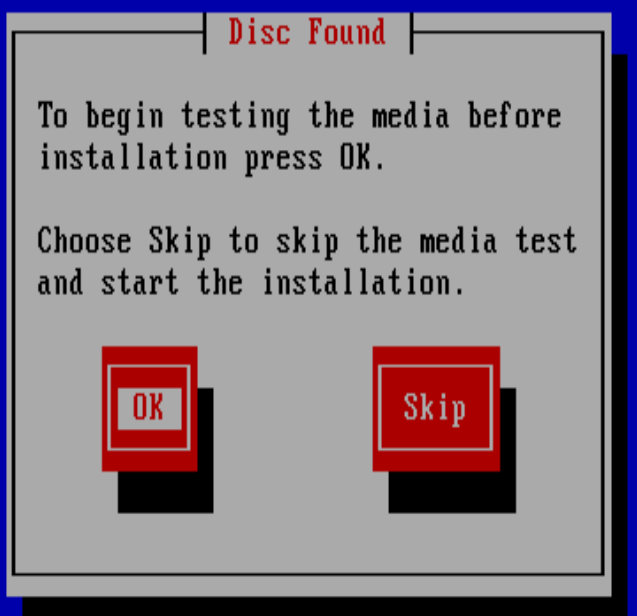 Disc Found
To begin testing the media before
installation press OK.
Choose Skip to skip the media test
and start the installation.
OK
Skip